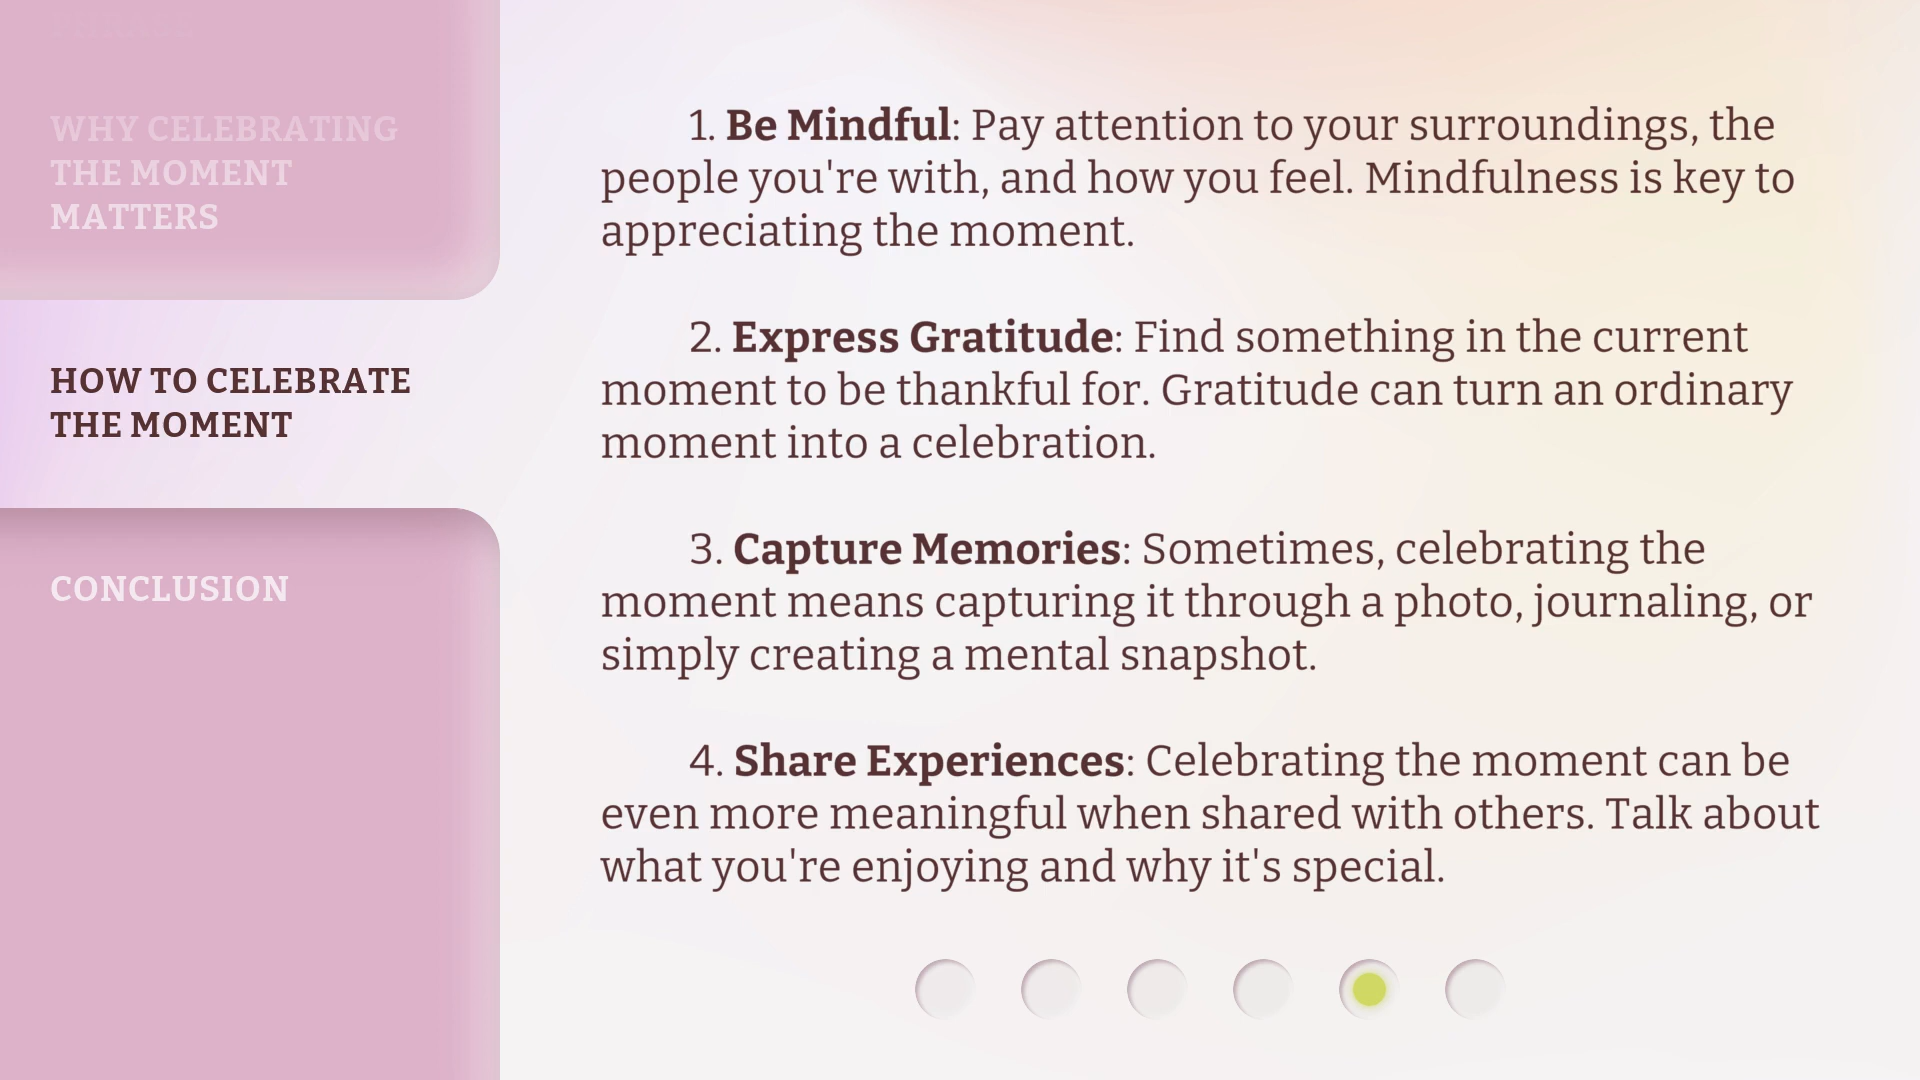 PHRASE
WHY CELEBRATING
THE MOMENT
MATTERS
HOW TO CELEBRATE
THE MOMENT
CONCLUSION
1. Be Mindful: Pay attention to your surroundings, the
people you're with, and how you feel. Mindfulness is key to
appreciating the moment.
2. Express Gratitude: Find something in the current
moment to be thankful for. Gratitude can turn an ordinary
moment into a celebration.
3. Capture Memories: Sometimes, celebrating the
moment means capturing it through a photo, journaling, or
simply creating a mental snapshot.
4. Share Experiences: Celebrating the moment can be
even more meaningful when shared with others. Talk about
what you're enjoying and why it's special.